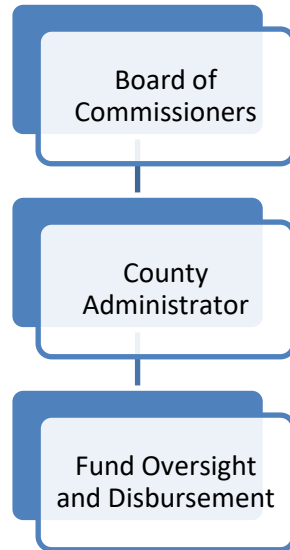 Board of
Commissioners
County
Administrator
Fund Oversight
and Disbursement